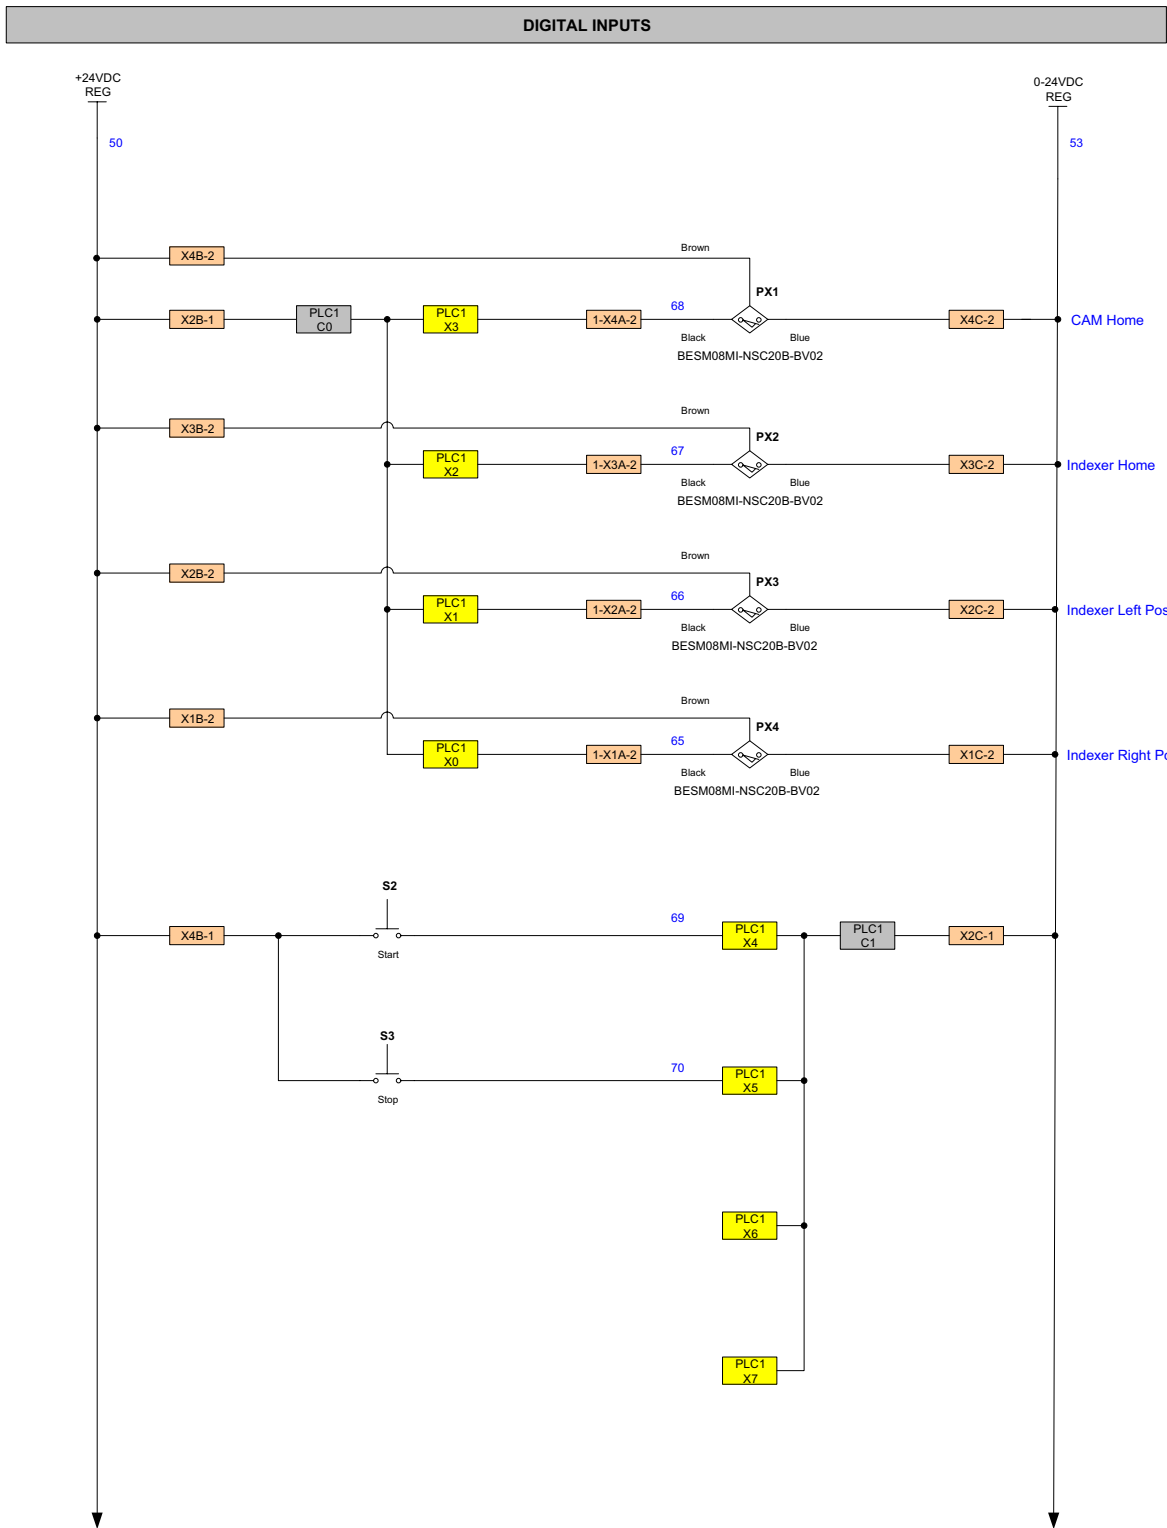 DIGITAL INPUTS
+24VDC
REG
0-24VDC
REG
50
53
X4B-2
Brown
PX1
X2B-1
PLC1
C0
PLC1
X3
1-X4A-2
68
X4C-2
CAM Home
Black
Blue
BESM08MI-NSC20B-BV02
X3B-2
Brown
PX2
PLC1
X2
1-X3A-2
67
X3C-2
Indexer Home
Black
Blue
BESM08MI-NSC20B-BV02
X2B-2
Brown
PX3
PLC1
X1
1-X2A-2
66
X2C-2
Indexer Left Pos
Black
Blue
BESM08MI-NSC20B-BV02
X1B-2
Brown
PX4
PLC1
X0
1-X1A-2
65
X1C-2
Indexer Right Po
Black
Blue
BESM08MI-NSC20B-BV02
S2
X4B-1
Start
69
PLC1
X4
PLC1
C1
X2C-1
S3
Stop
70
PLC1
X5
PLC1
X6
PLC1
X7